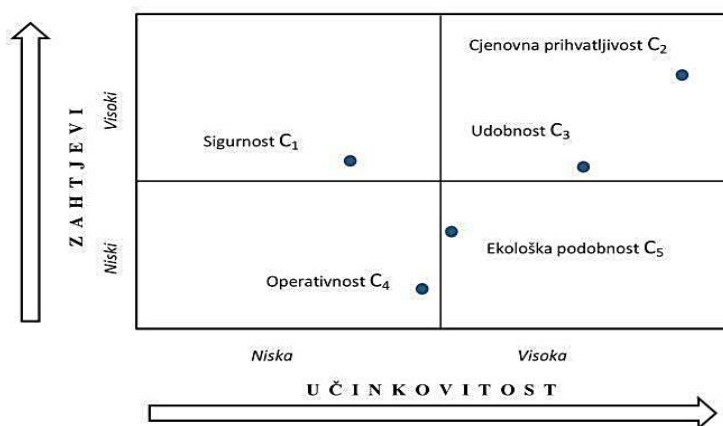 Cjenovna prihvatljivost C₂
Visoki
Sigurnost C₁
Udobnost C₃
ZAHTJEVI
Niski
Ekološka podobnost C₅
Operativnost C₄
Niska
Visoka
UČINKOVITOST